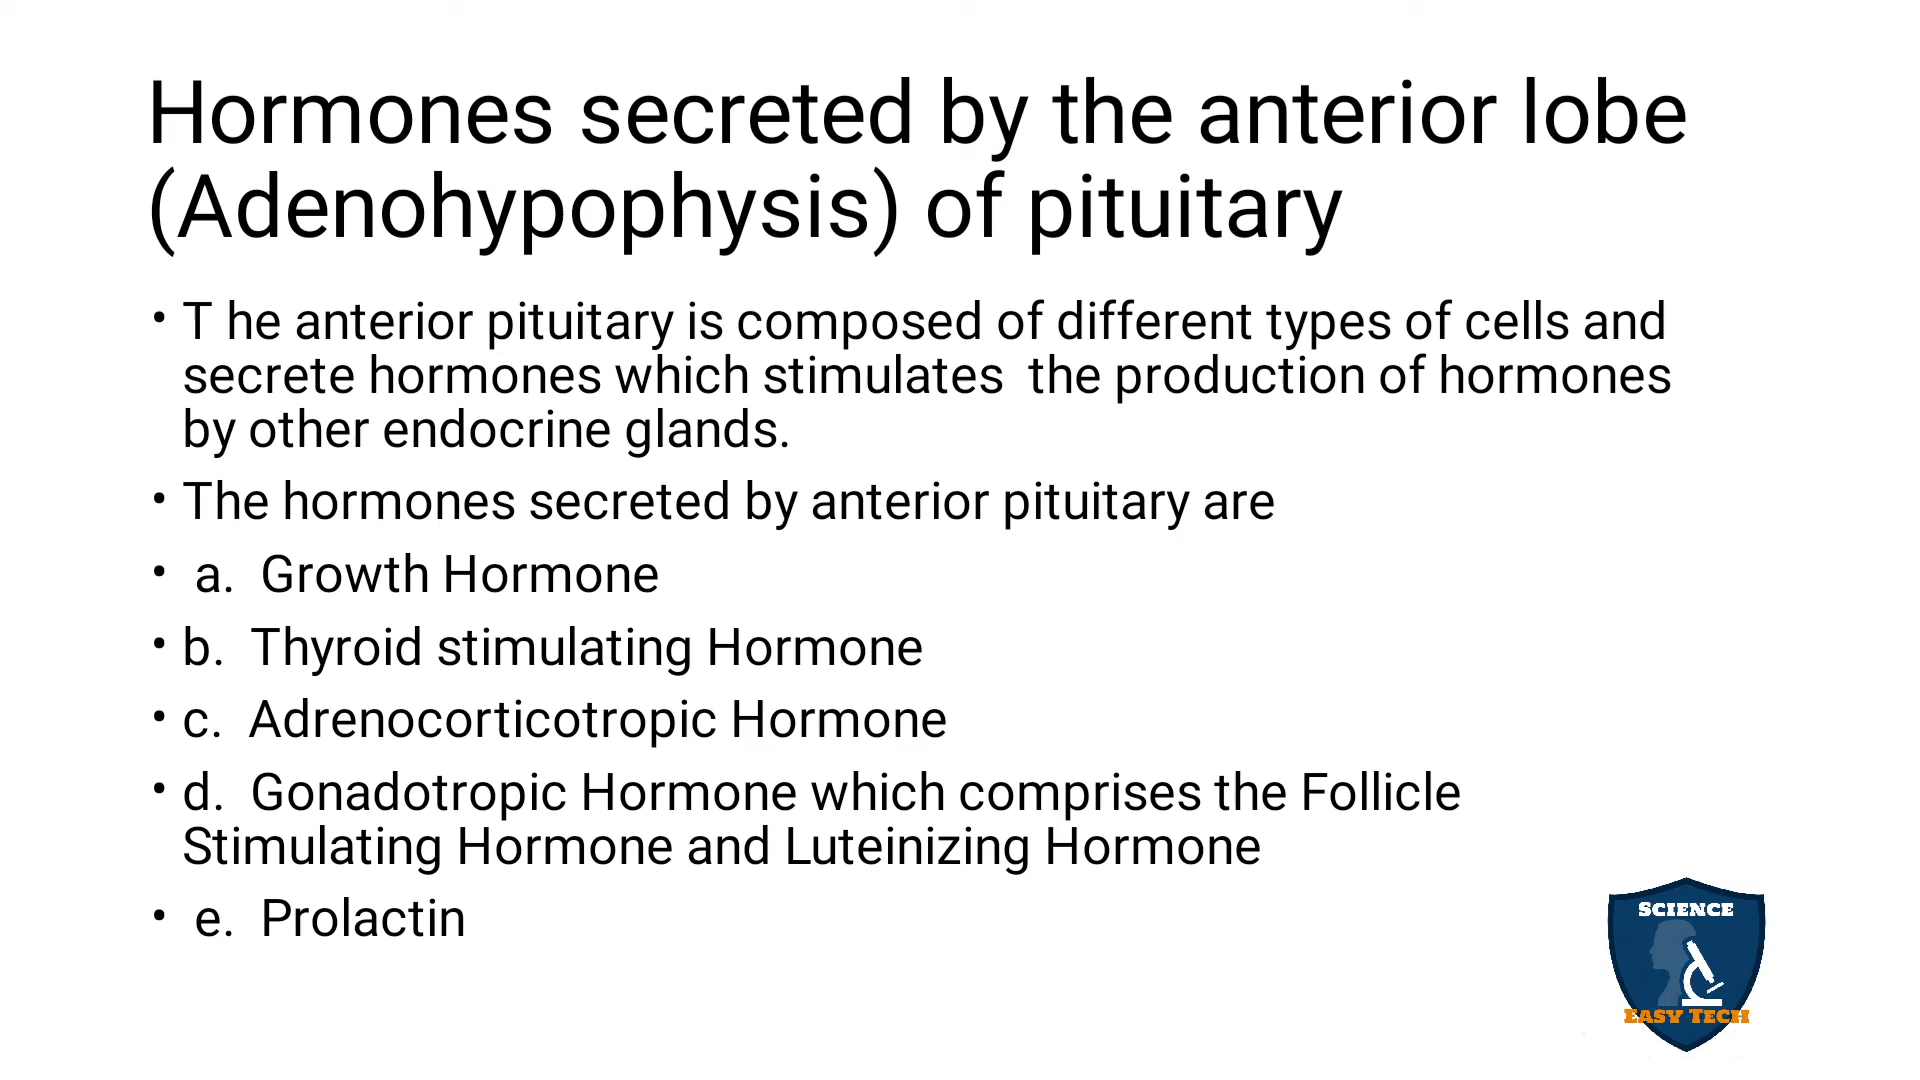 Hormones secreted by the anterior lobe
(Adenohypophysis) of pituitary
• T he anterior pituitary is composed of different types of cells and
secrete hormones which stimulates  the production of hormones
by other endocrine glands.
• The hormones secreted by anterior pituitary are
• a.  Growth Hormone
• b.  Thyroid stimulating Hormone
• c.  Adrenocorticotropic Hormone
• d.  Gonadotropic Hormone which comprises the Follicle
Stimulating Hormone and Luteinizing Hormone
• e.  Prolactin
SCIENCE
EASY TECH